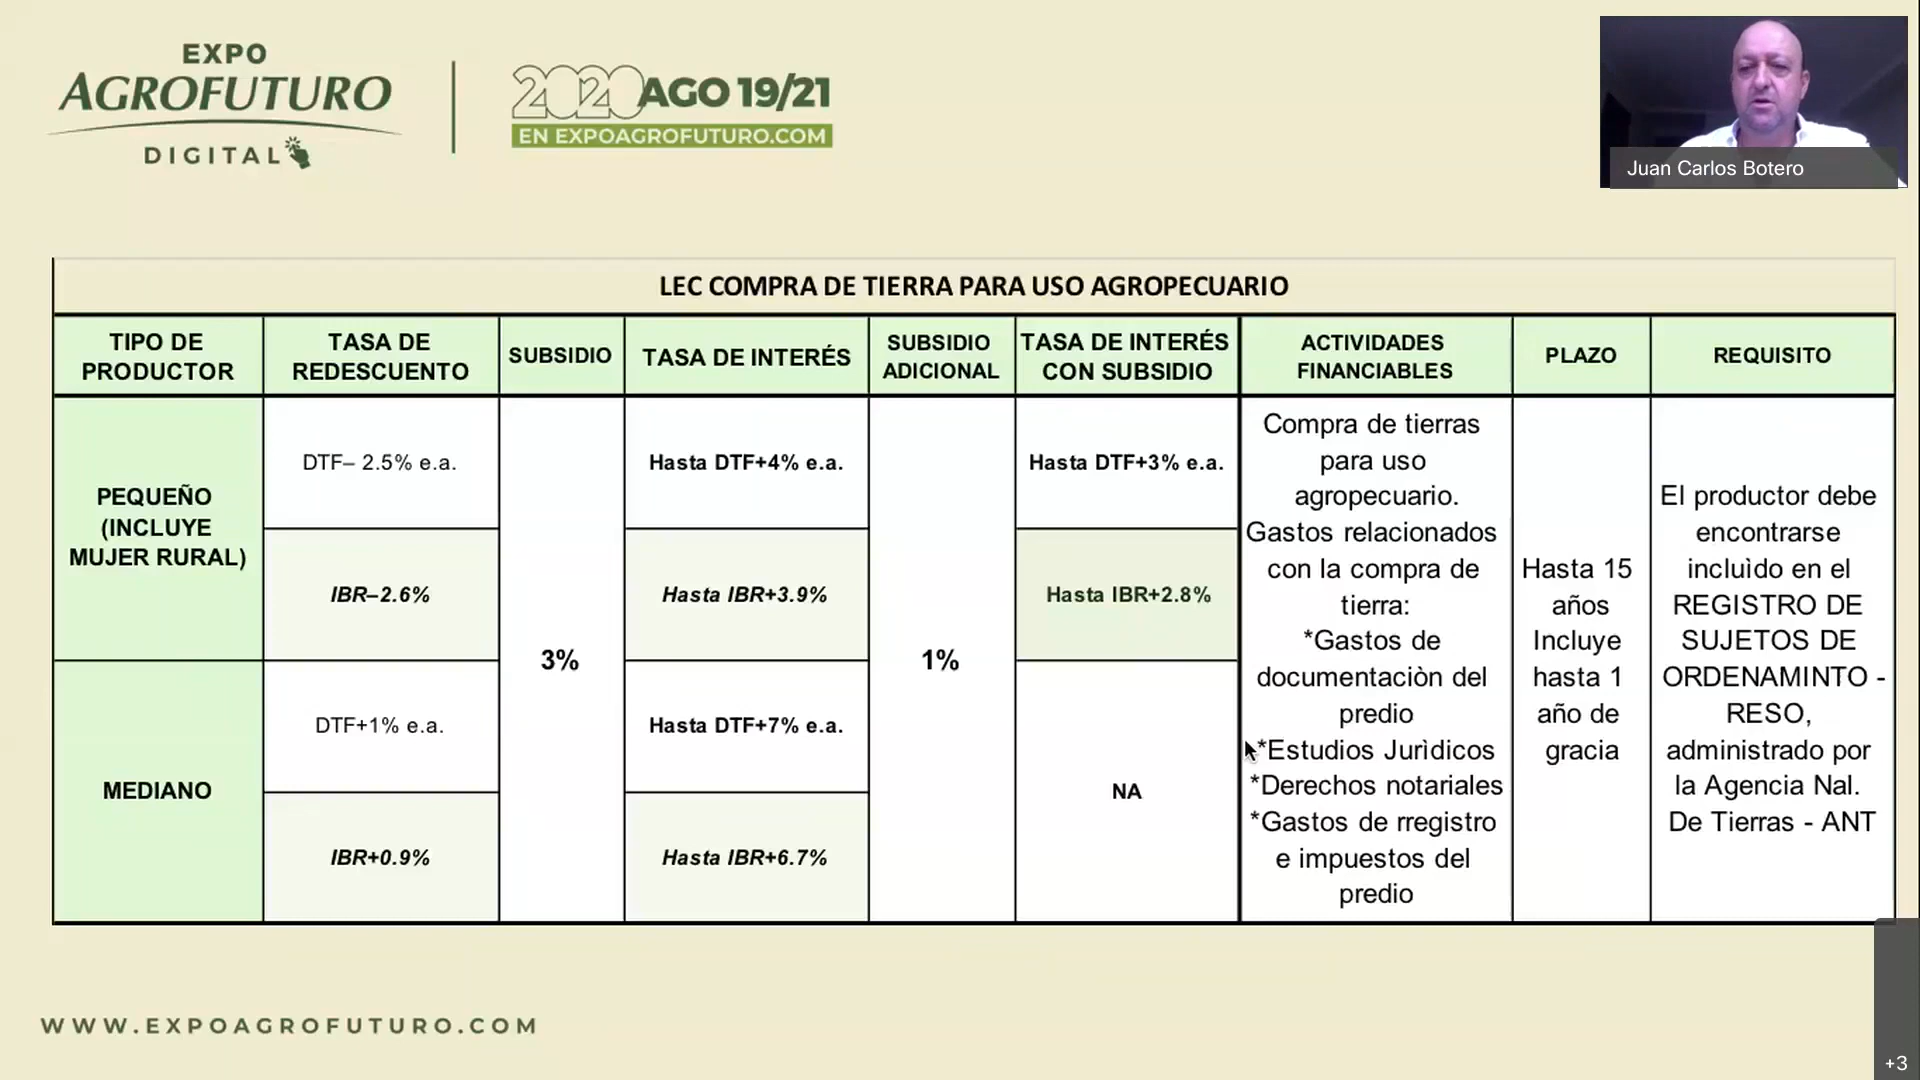 EXPO
AGROFUTURO
DIGITAL
2020 AGO 19/21
EN EXPOAGROFUTURO.COM
Juan Carlos Botero
LEC COMPRA DE TIERRA PARA USO AGROPECUARIO
TIPO DE
PRODUCTOR
TASA DE
REDESCUENTO
SUBSIDIO
TASA DE INTERÉS
SUBSIDIO
ADICIONAL
TASA DE INTERÉS
CON SUBSIDIO
ACTIVIDADES
FINANCIABLES
PLAZO
REQUISITO
PEQUEÑO
(INCLUYE
MUJER RURAL)
DTF– 2.5% e.a.
IBR–2.6%
3%
Hasta DTF+4% e.a.
Hasta IBR+3.9%
1%
Hasta DTF+3% e.a.
Hasta IBR+2.8%
MEDIANO
DTF+1% e.a.
IBR+0.9%
Hasta DTF+7% e.a.
Hasta IBR+6.7%
NA
Compra de tierras
para uso
agropecuario.
Gastos relacionados
con la compra de
tierra:
*Gastos de
documentaciòn del
predio
*Estudios Jurìdicos
*Derechos notariales
*Gastos de rregistro
e impuestos del
predio
Hasta 15
años
Incluye
hasta 1
año de
gracia
El productor debe
encontrarse
incluìdo en el
REGISTRO DE
SUJETOS DE
ORDENAMINTO -
RESO,
administrado por
la Agencia Nal.
De Tierras - ANT
WWW.EXPOAGROFUTURO.COM
+3